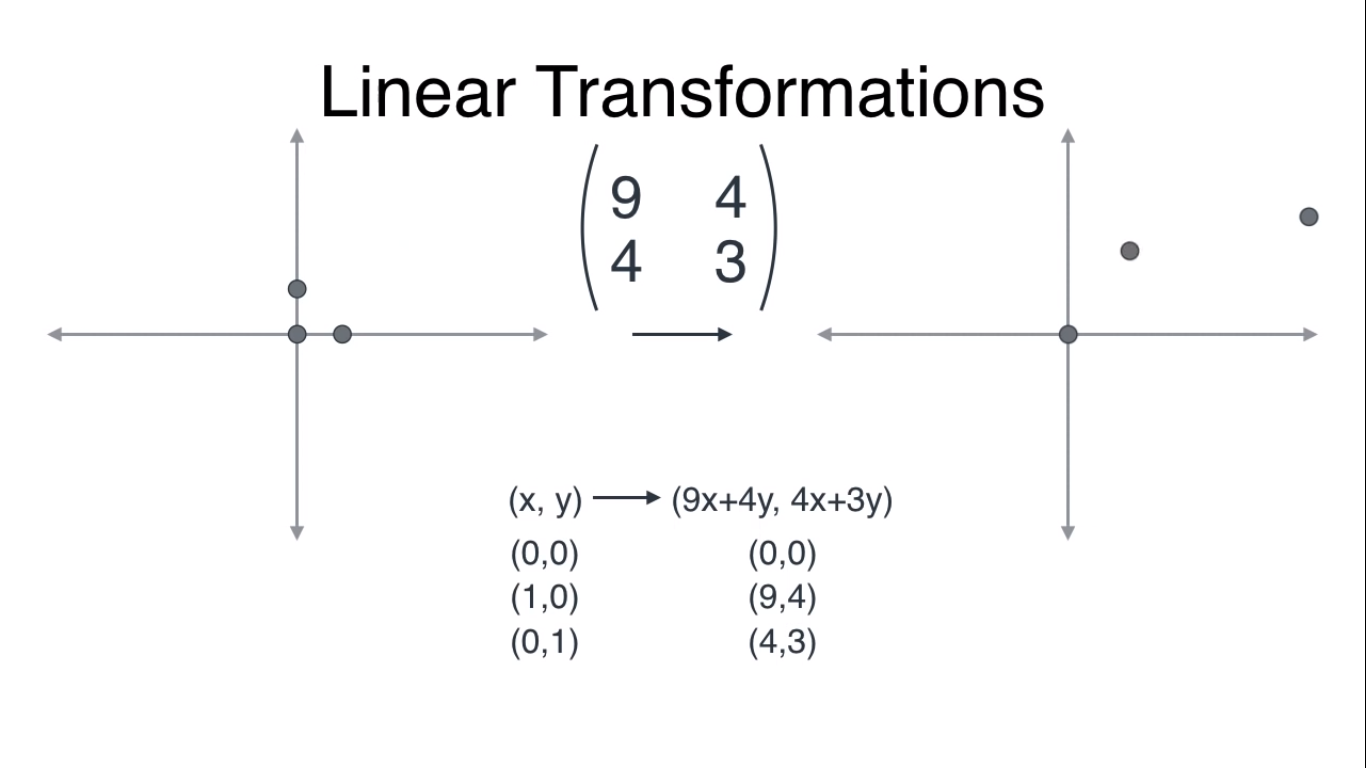 Linear Transformations
9 4
4 3
(x, y) ⟶ (9x+4y, 4x+3y)
(0,0) (0,0)
(1,0) (9,4)
(0,1) (4,3)